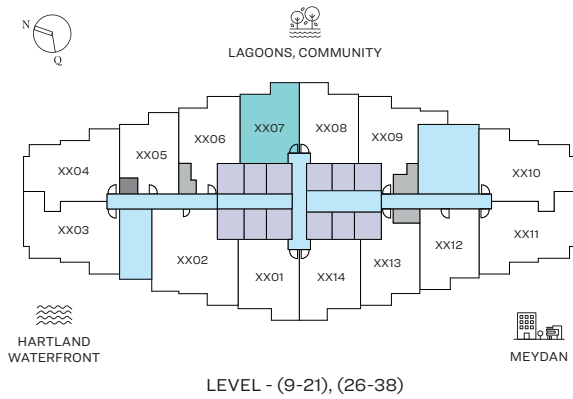 N
Q
LAGOONS, COMMUNITY
XX07
XX08
XX06
XX09
XX05
XX04
XX10
XX03
XX11
XX02
XX12
XX01
XX14
XX13
HARTLAND
WATERFRONT
MEYDAN
LEVEL - (9-21), (26-38)